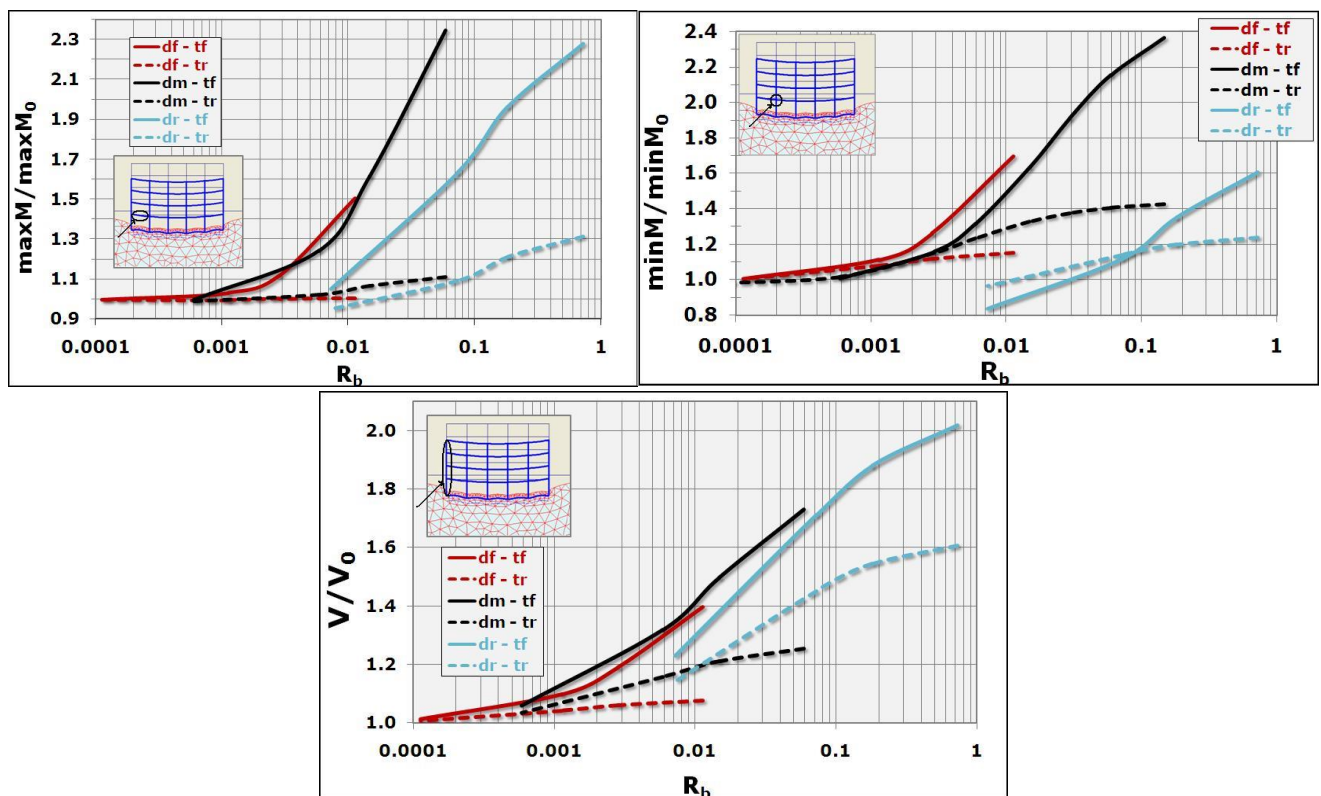 2.3
2.1
1.9
1.7
1.5
1.3
1.1
0.9
maxM/maxM0
df - tf
df - tr
dm - tf
dm - tr
dr - tf
dr - tr
0.0001 0.001 0.01 0.1 1
Rb
2.4
2.2
2.0
1.8
1.6
1.4
1.2
1.0
0.8
minM/minM0
df - tf
df - tr
dm - tf
dm - tr
dr - tf
dr - tr
0.0001 0.001 0.01 0.1 1
Rb
2.0
1.8
1.6
1.4
1.2
1.0
V/V0
df - tf
df - tr
dm - tf
dm - tr
dr - tf
dr - tr
0.0001 0.001 0.01 0.1 1
Rb